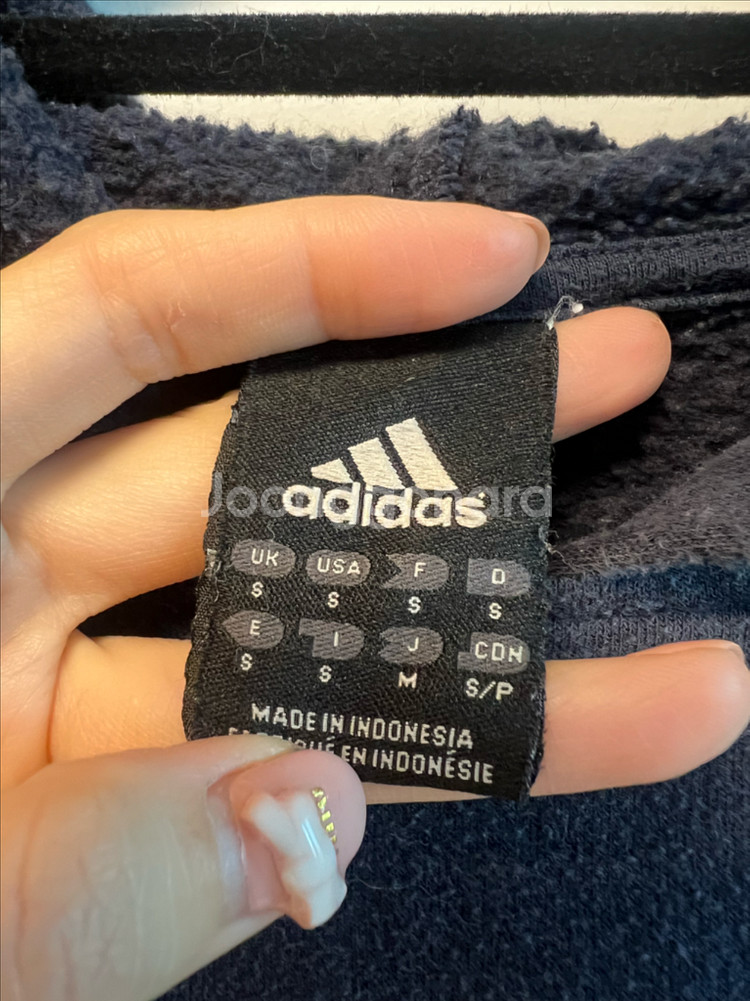 adidas
UK USA F D
S S S S
E I J CDN
S S M S/P
MADE IN INDONESIA
FABRIQUÉ EN INDONÉSIE